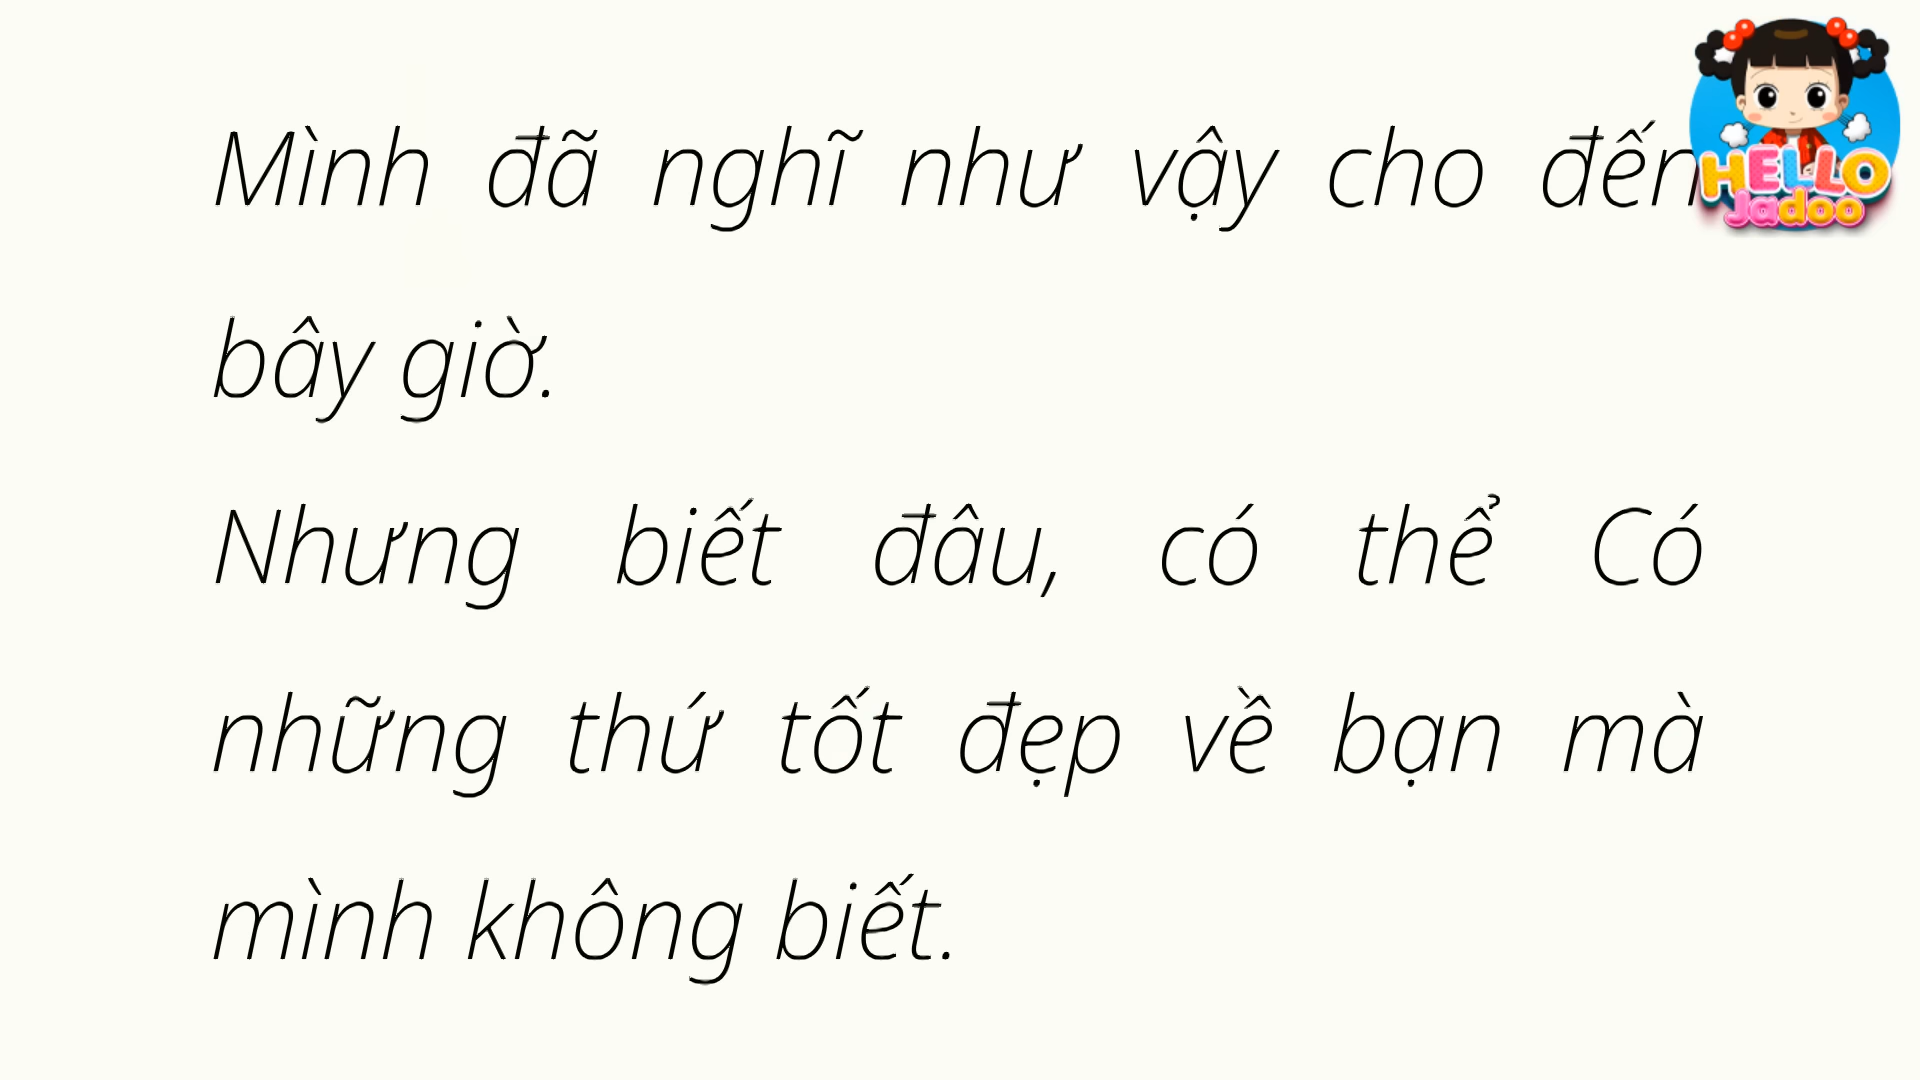 Mình đã nghĩ như vậy cho đến
bây giờ.
Nhưng biết đâu, có thể Có
những thứ tốt đẹp về bạn mà
mình không biết.
HELLO
Jadoo